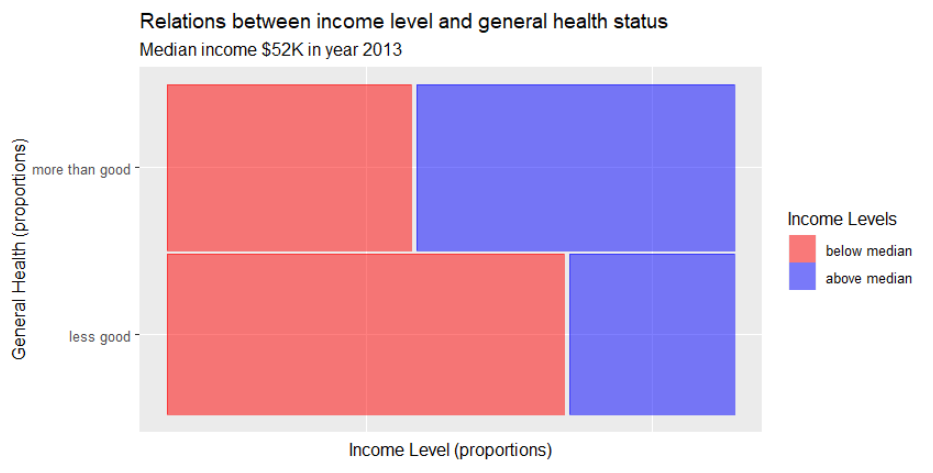 Relations between income level and general health status
Median income $52K in year 2013
General Health (proportions)
more than good
less good
Income Level (proportions)
Income Levels
below median
above median